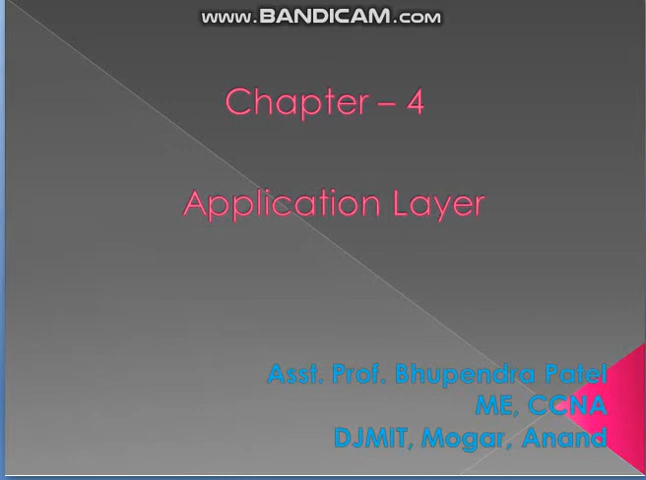 www.BANDICAM.com
Chapter – 4
Application Layer
Asst. Prof. Bhupendra Patel
ME, CCNA
DJMIT, Mogar, Anand